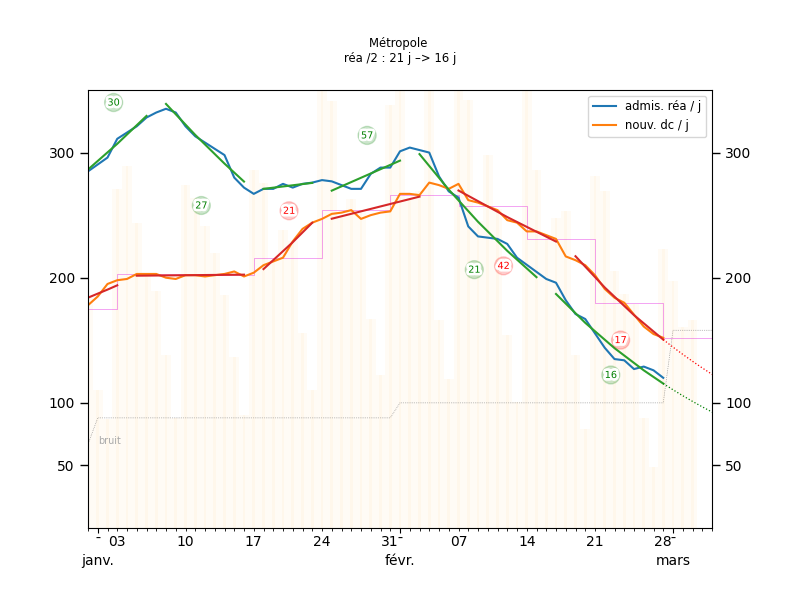 Métropole
réa /2 : 21 j –> 16 j
admis. réa / j
nouv. dc / j
30
57
27
21
21
42
17
16
bruit
300
200
100
50
300
200
100
50
03 10 17 24 31 07 14 21 28
janv. févr. mars